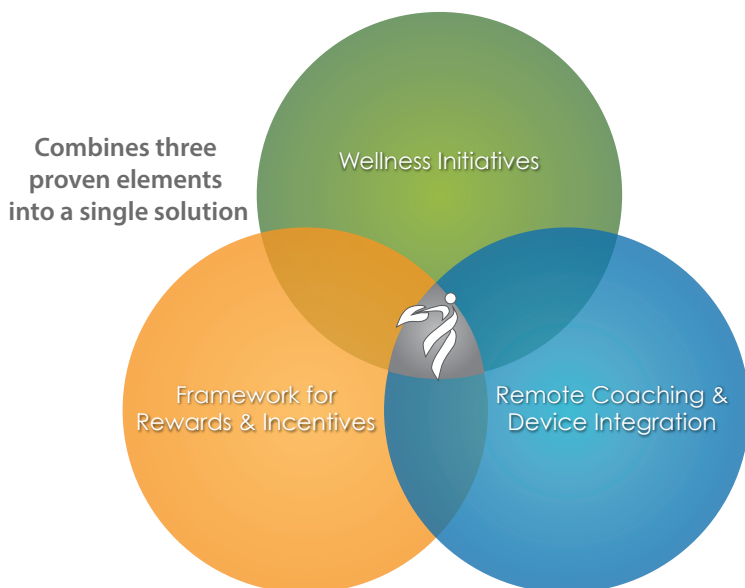 Combines three
proven elements
into a single solution
Wellness Initiatives
Framework for
Rewards & Incentives
Remote Coaching &
Device Integration